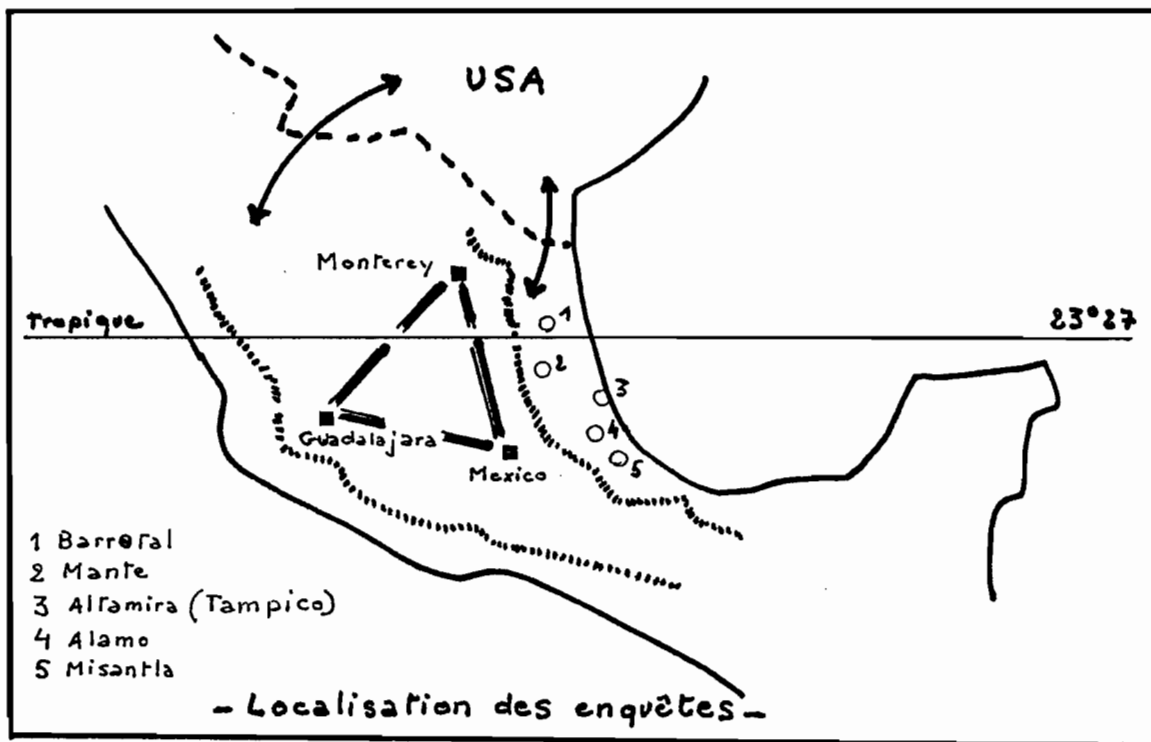 USA
Monterey
1
Tropique
23°27
2
3
Guadalajara
4
Mexico
5
1 Barretal
2 Mante
3 Altamira (Tampico)
4 Alamo
5 Misantla
- Localisation des enquêtes -